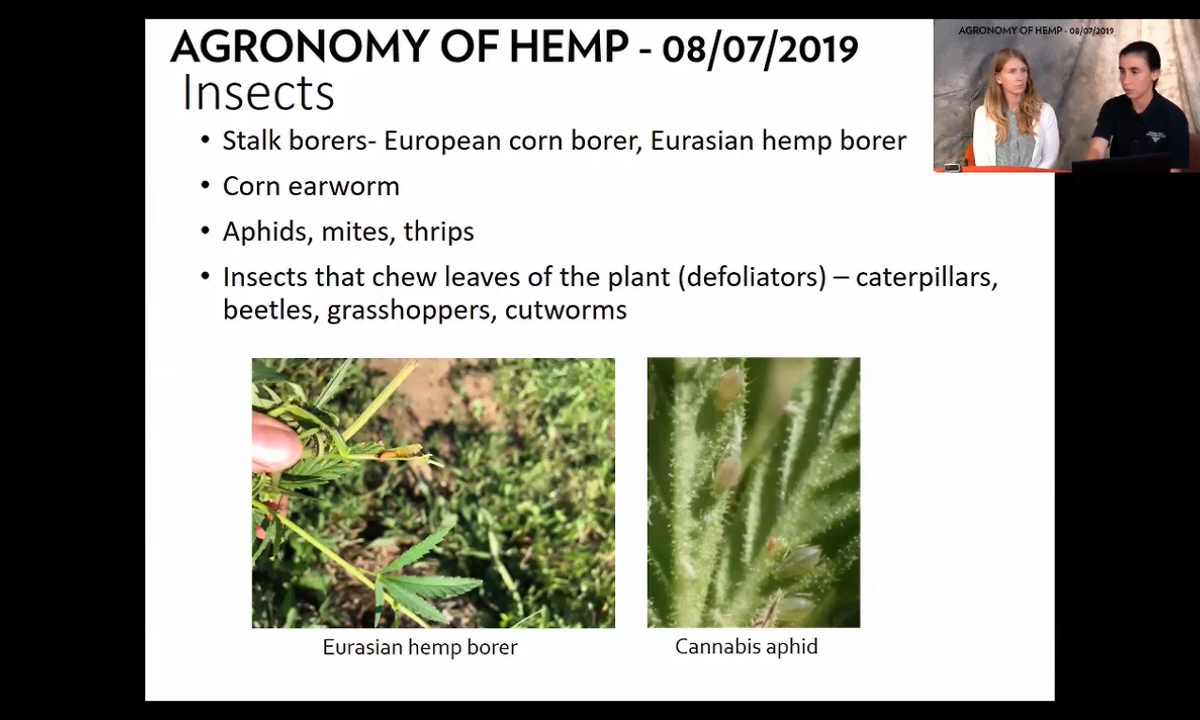 AGRONOMY OF HEMP - 08/07/2019
AGRONOMY OF HEMP - 08/07/2019
Insects
• Stalk borers- European corn borer, Eurasian hemp borer
• Corn earworm
• Aphids, mites, thrips
• Insects that chew leaves of the plant (defoliators) – caterpillars,
beetles, grasshoppers, cutworms
Eurasian hemp borer
Cannabis aphid